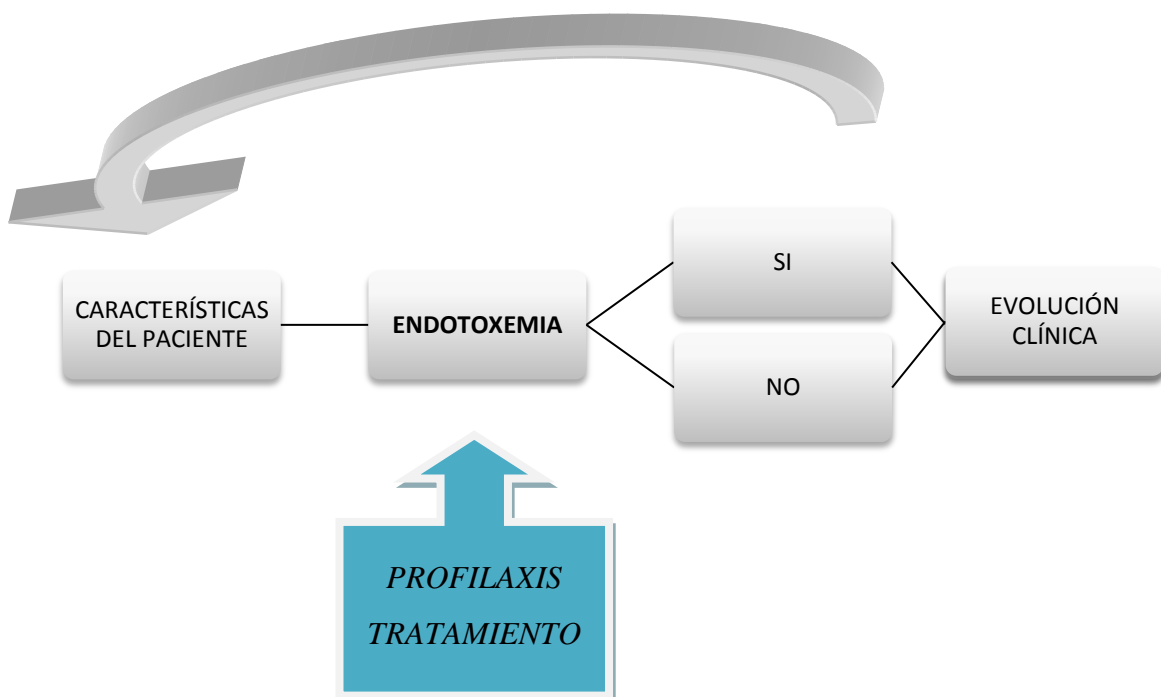 CARACTERÍSTICAS
DEL PACIENTE
ENDOTOXEMIA
SI
NO
EVOLUCIÓN
CLÍNICA
PROFILAXIS
TRATAMIENTO